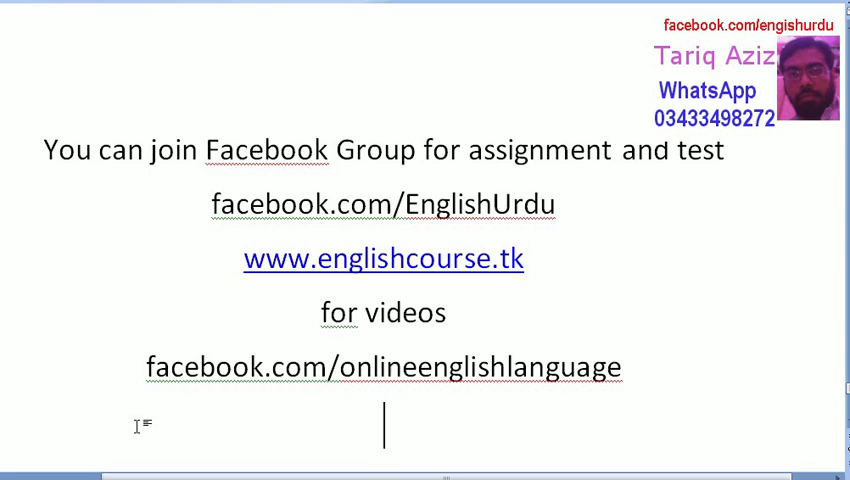 facebook.com/engishurdu
Tariq Aziz
WhatsApp
03433498272
You can join Facebook Group for assignment and test
facebook.com/EnglishUrdu
www.englishcourse.tk
for videos
facebook.com/onlineenglishlanguage